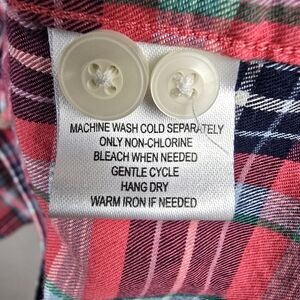 MACHINE WASH COLD SEPARATELY
ONLY NON-CHLORINE
BLEACH WHEN NEEDED
GENTLE CYCLE
HANG DRY
WARM IRON IF NEEDED